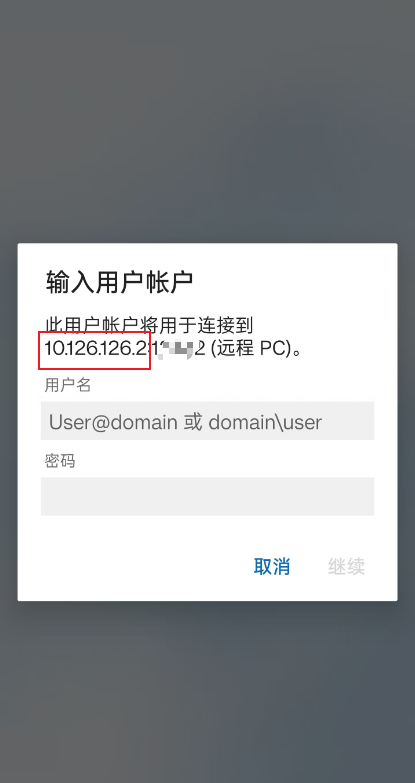 输入用户帐户
此用户帐户将用于连接到
10.126.126.2 (远程 PC)。
用户名
User@domain 或 domain\user
密码
取消
继续